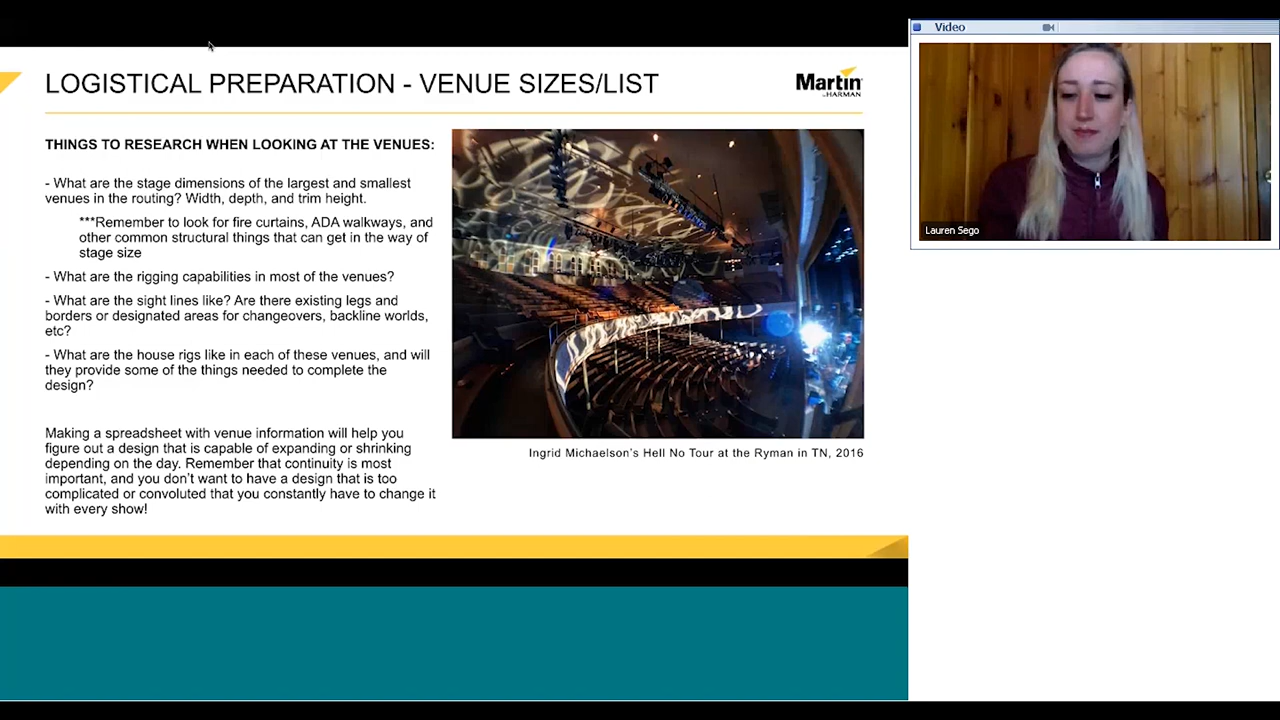 LOGISTICAL PREPARATION - VENUE SIZES/LIST
Martin
by HARMAN
THINGS TO RESEARCH WHEN LOOKING AT THE VENUES:
- What are the stage dimensions of the largest and smallest
venues in the routing? Width, depth, and trim height.
***Remember to look for fire curtains, ADA walkways, and
other common structural things that can get in the way of
stage size
- What are the rigging capabilities in most of the venues?
- What are the sight lines like? Are there existing legs and
borders or designated areas for changeovers, backline worlds,
etc?
- What are the house rigs like in each of these venues, and will
they provide some of the things needed to complete the
design?
Making a spreadsheet with venue information will help you
figure out a design that is capable of expanding or shrinking
depending on the day. Remember that continuity is most
important, and you don't want to have a design that is too
complicated or convoluted that you constantly have to change it
with every show!
Ingrid Michaelson's Hell No Tour at the Ryman in TN, 2016
Video
Lauren Sego